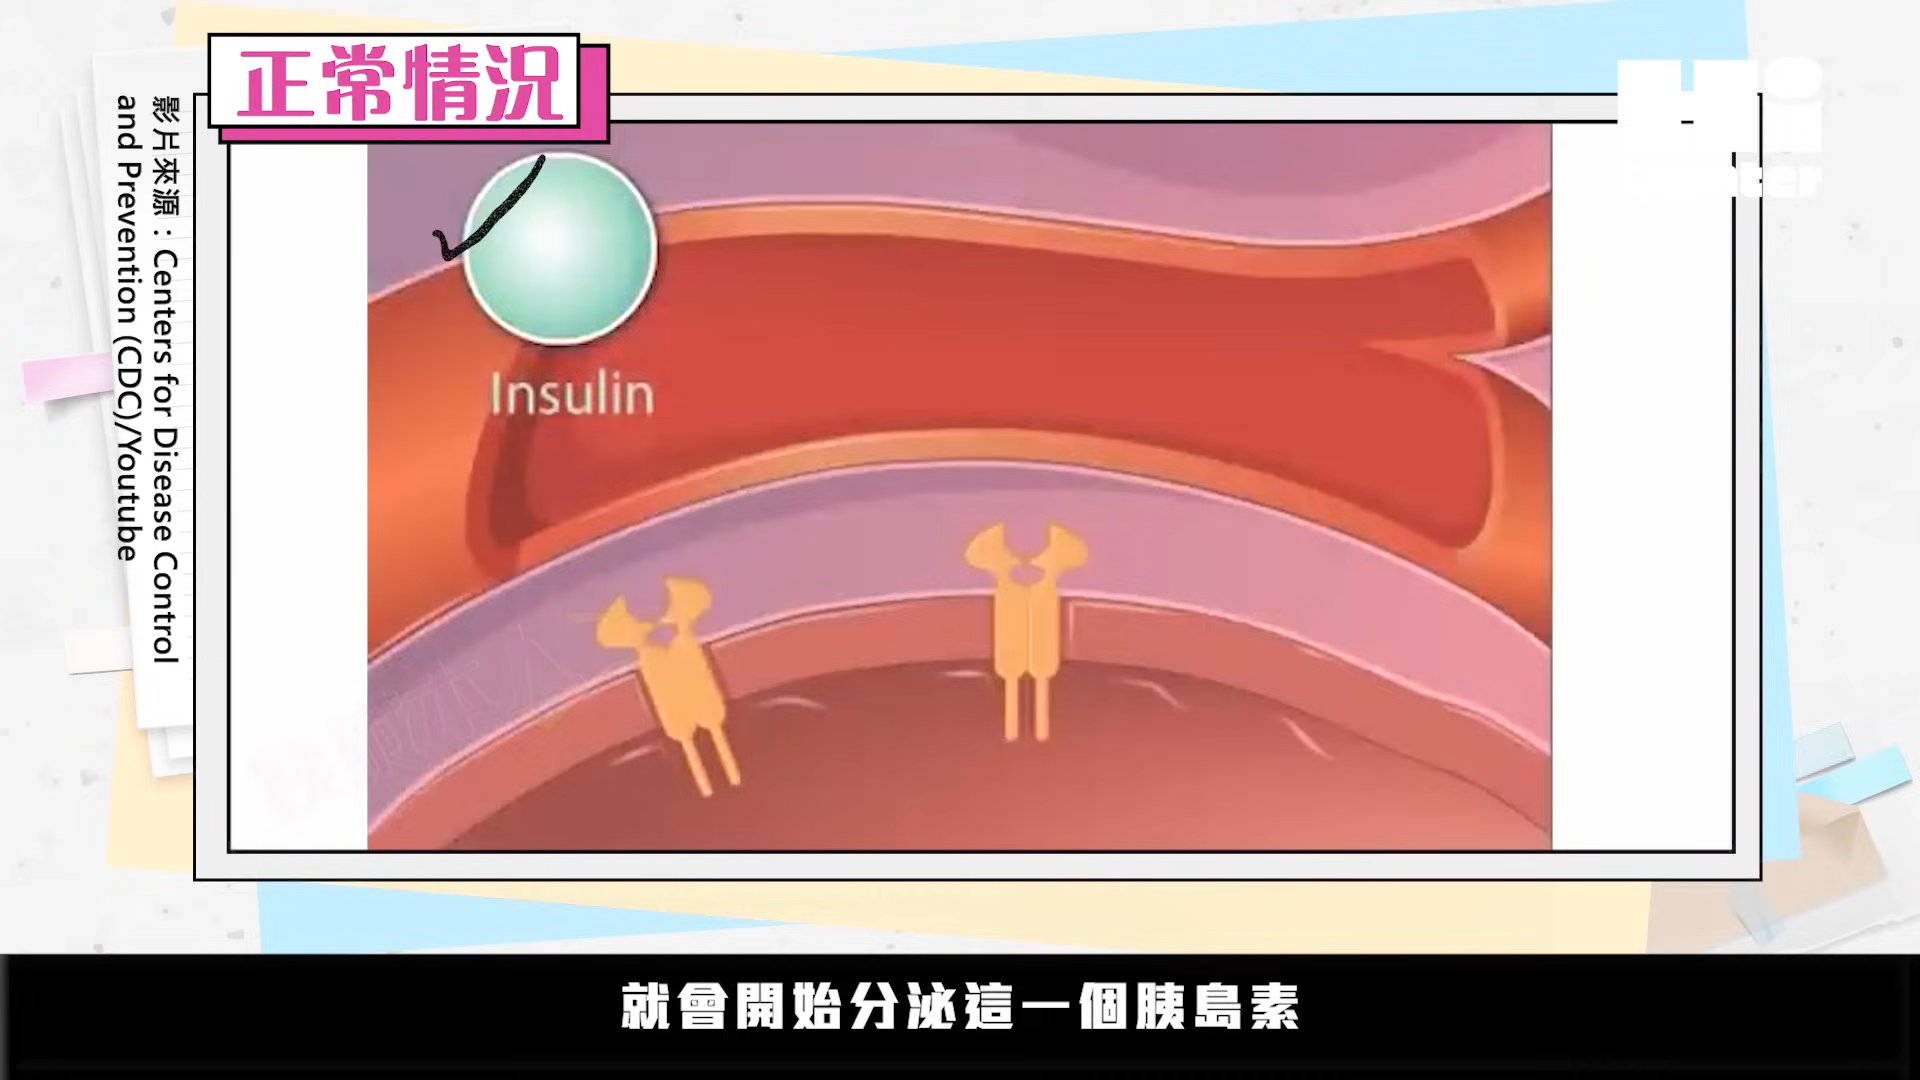 正常情況
影片來源：Centers for Disease Control
and Prevention (CDC)/Youtube
Insulin
就會開始分泌這一個胰島素